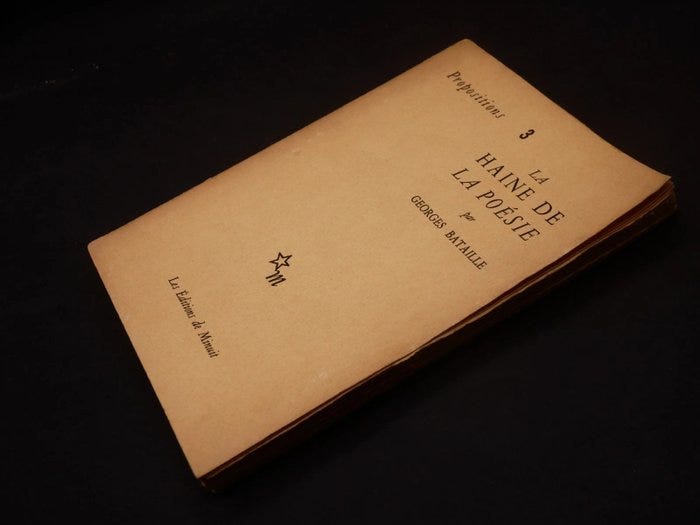 Propositions
3
LA
HAINE DE
LA POÉSIE
par
GEORGES BATAILLE
m
Les Éditions de Minuit